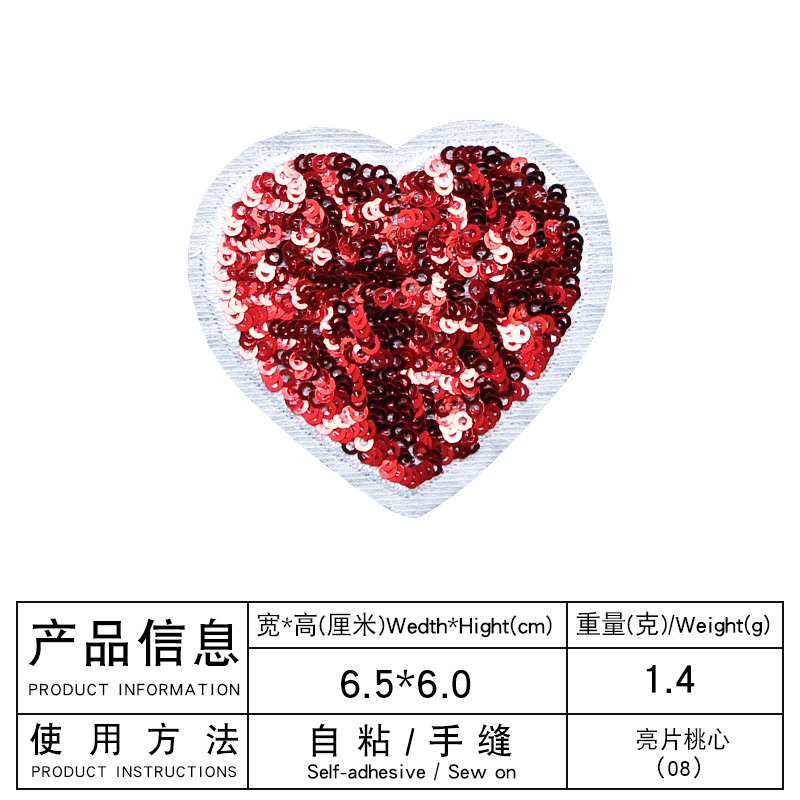 产品信息
PRODUCT INFORMATION
宽*高(厘米)Wedth*Hight(cm)
重量(克)/Weight(g)
6.5*6.0
1.4
使用方法
PRODUCT INSTRUCTIONS
自粘/手缝
Self-adhesive / Sew on
亮片桃心
(08)